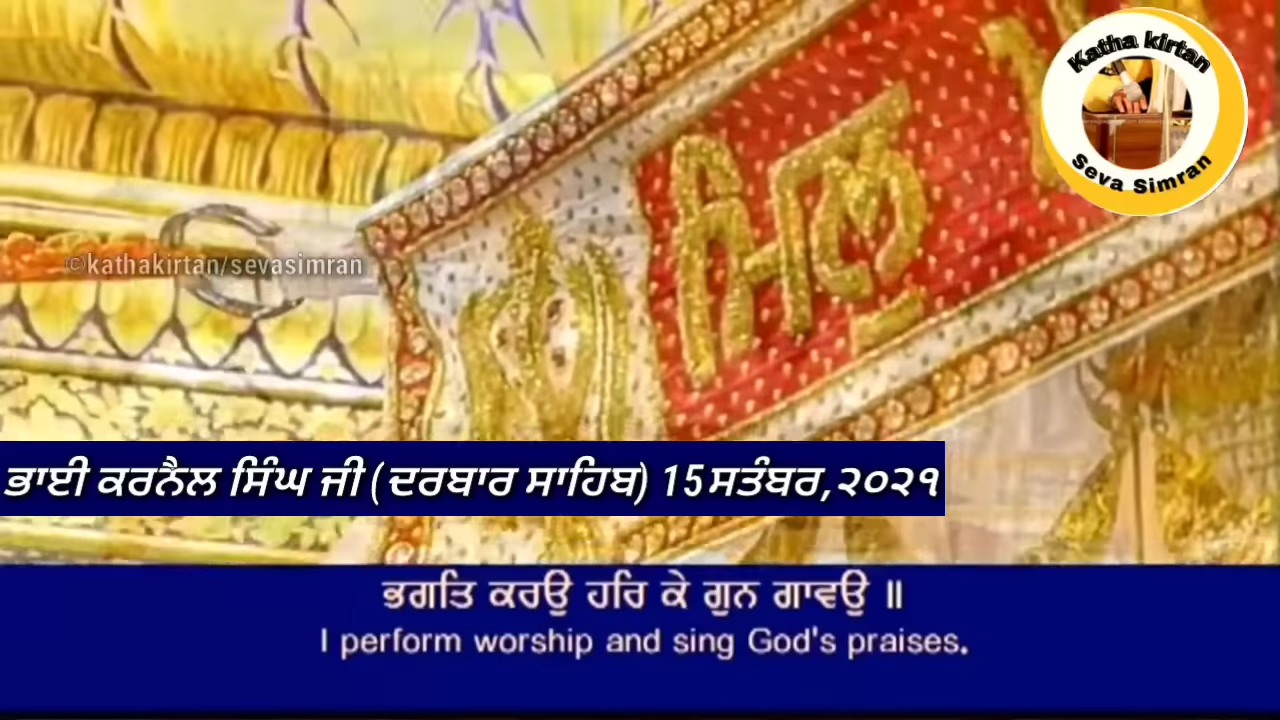 Katha kirtan
Seva Simran
©kathakirtan/sevasimran
ਭਾਈ ਕਰਨੈਲ ਸਿੰਘ ਜੀ (ਦਰਬਾਰ ਸਾਹਿਬ) 15 ਸਤੰਬਰ,੨੦੨੧
ਭਗਤਿ ਕਰਉ ਹਰਿ ਕੇ ਗੁਨ ਗਾਵਉ ॥
I perform worship and sing God's praises.